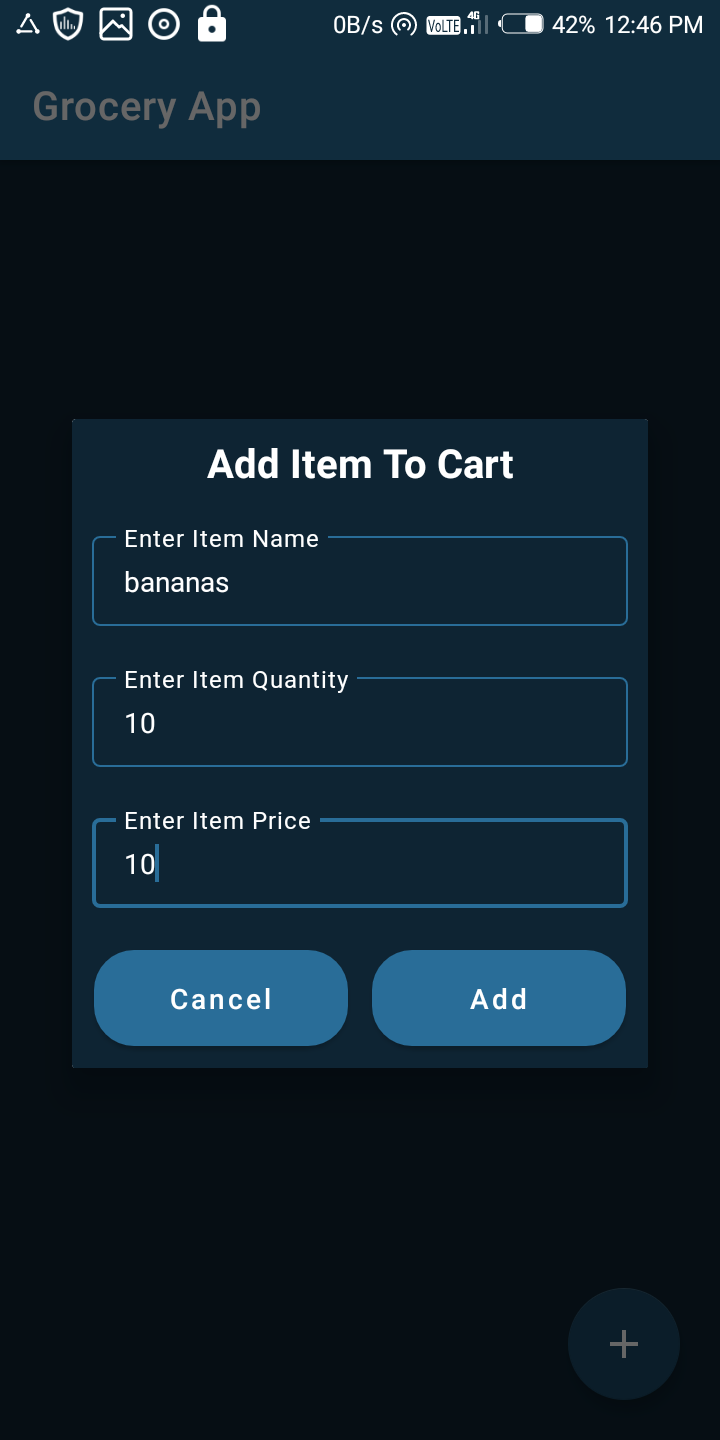 0B/s VoLTE 4G 42% 12:46 PM
Grocery App
Add Item To Cart
Enter Item Name
bananas
Enter Item Quantity
10
Enter Item Price
10
Cancel Add
+